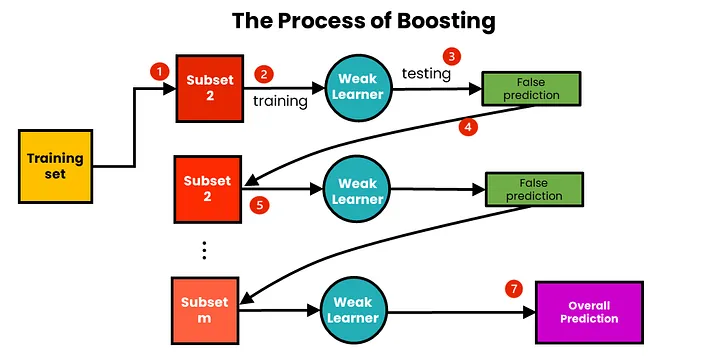 The Process of Boosting
1
2
3
Subset
2
training
Weak
Learner
testing
False
prediction
4
Training
set
Subset
2
5
Weak
Learner
False
prediction
Subset
m
Weak
Learner
7
Overall
Prediction